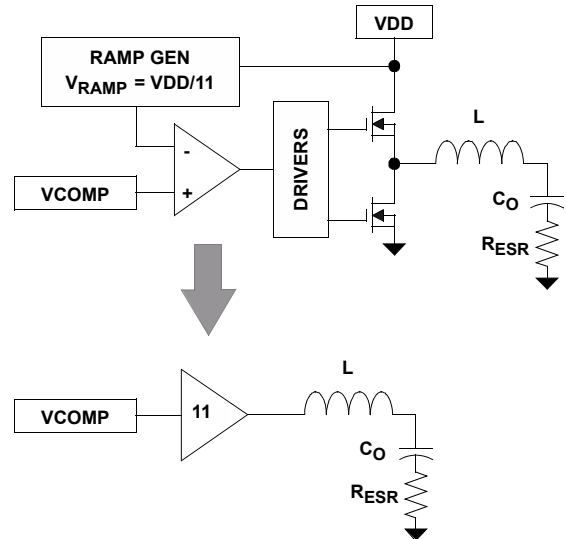 VDD
RAMP GEN
VRAMP = VDD/11
L
-
DRIVERS
VCOMP
+
CO
RESR
L
VCOMP
11
CO
RESR